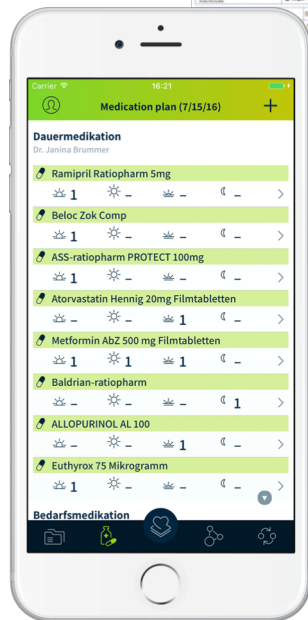 Carrier 16:21
Medication plan (7/15/16) +
Dauermedikation
Dr. Janina Brummer
Ramipril Ratiopharm 5mg
1 – – –
Beloc Zok Comp
1 – – –
ASS-ratiopharm PROTECT 100mg
1 – – –
Atorvastatin Hennig 20mg Filmtabletten
– – 1 –
Metformin AbZ 500 mg Filmtabletten
1 1 1 –
Baldrian-ratiopharm
– – – 1
ALLOPURINOL AL 100
– – 1 –
Euthyrox 75 Mikrogramm
1 – – –
Bedarfsmedikation